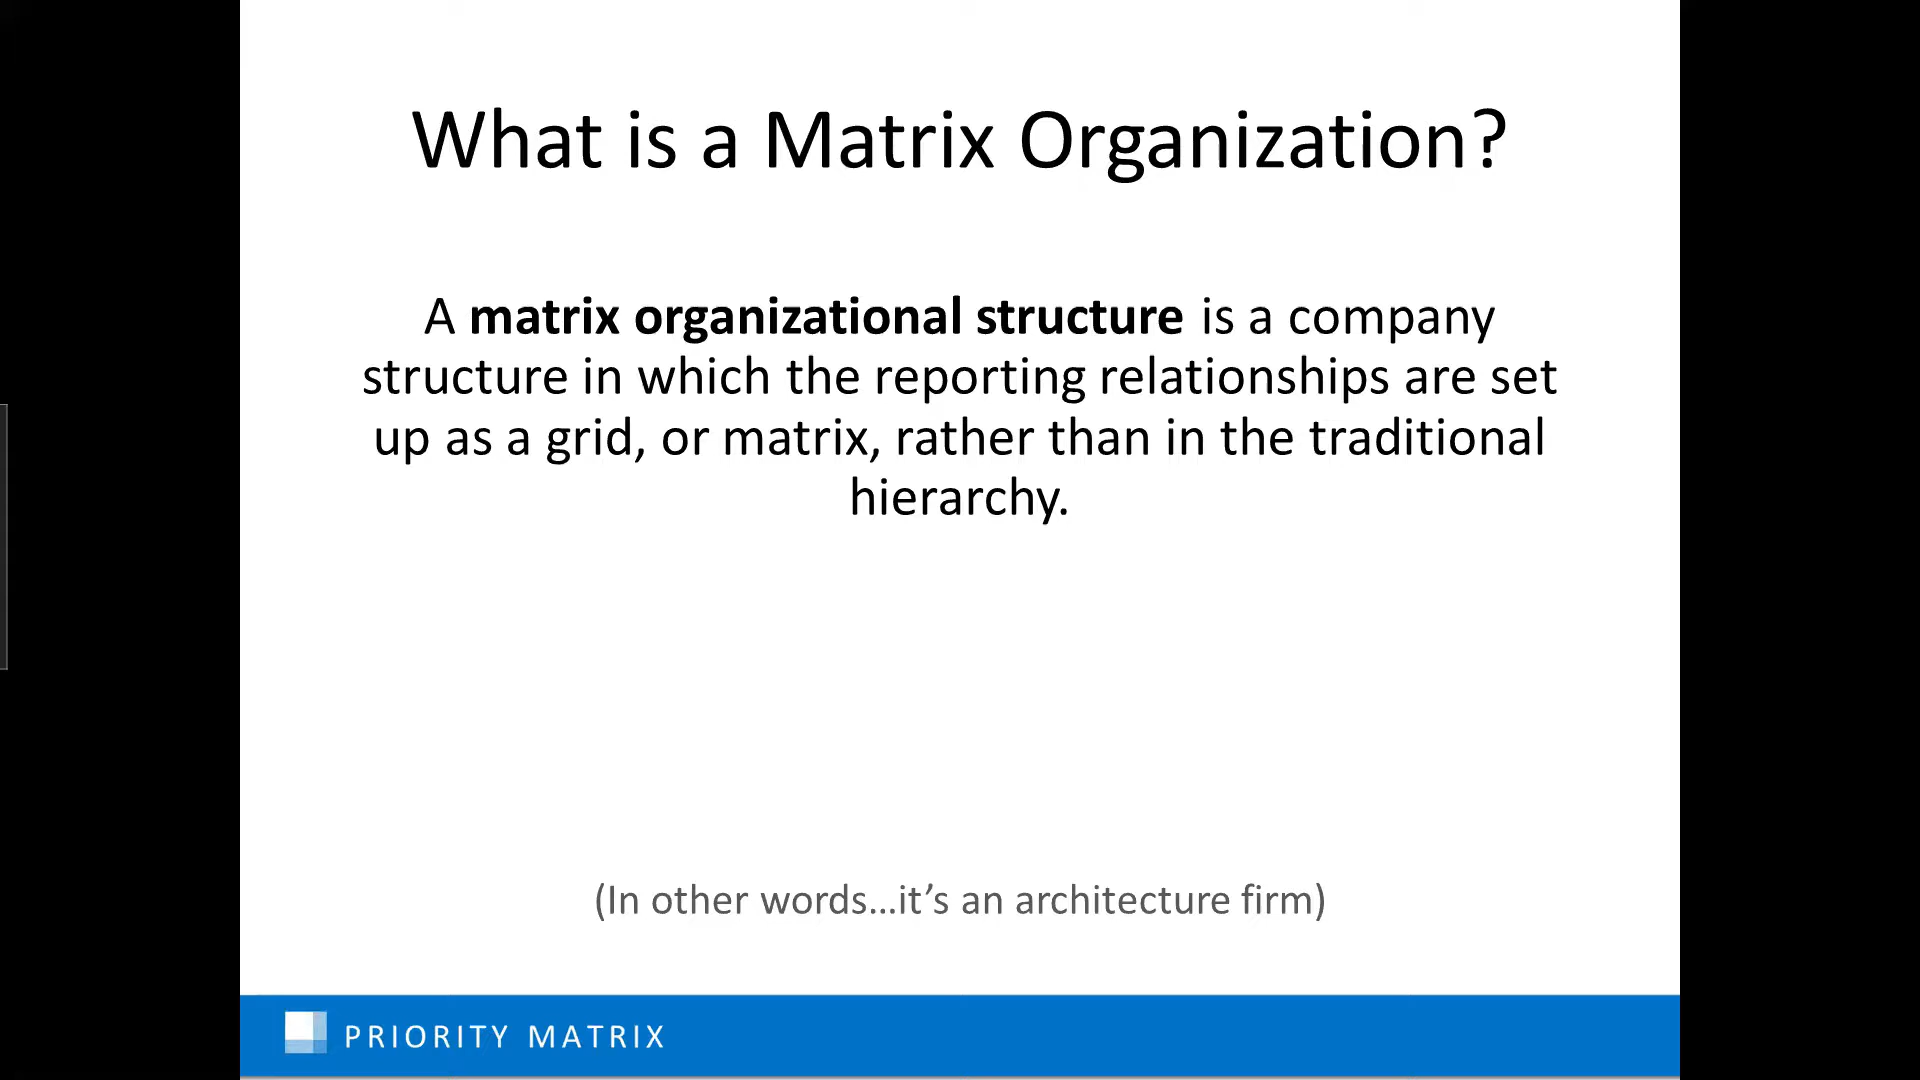 What is a Matrix Organization?
A matrix organizational structure is a company
structure in which the reporting relationships are set
up as a grid, or matrix, rather than in the traditional
hierarchy.
(In other words…it’s an architecture firm)
PRIORITY MATRIX